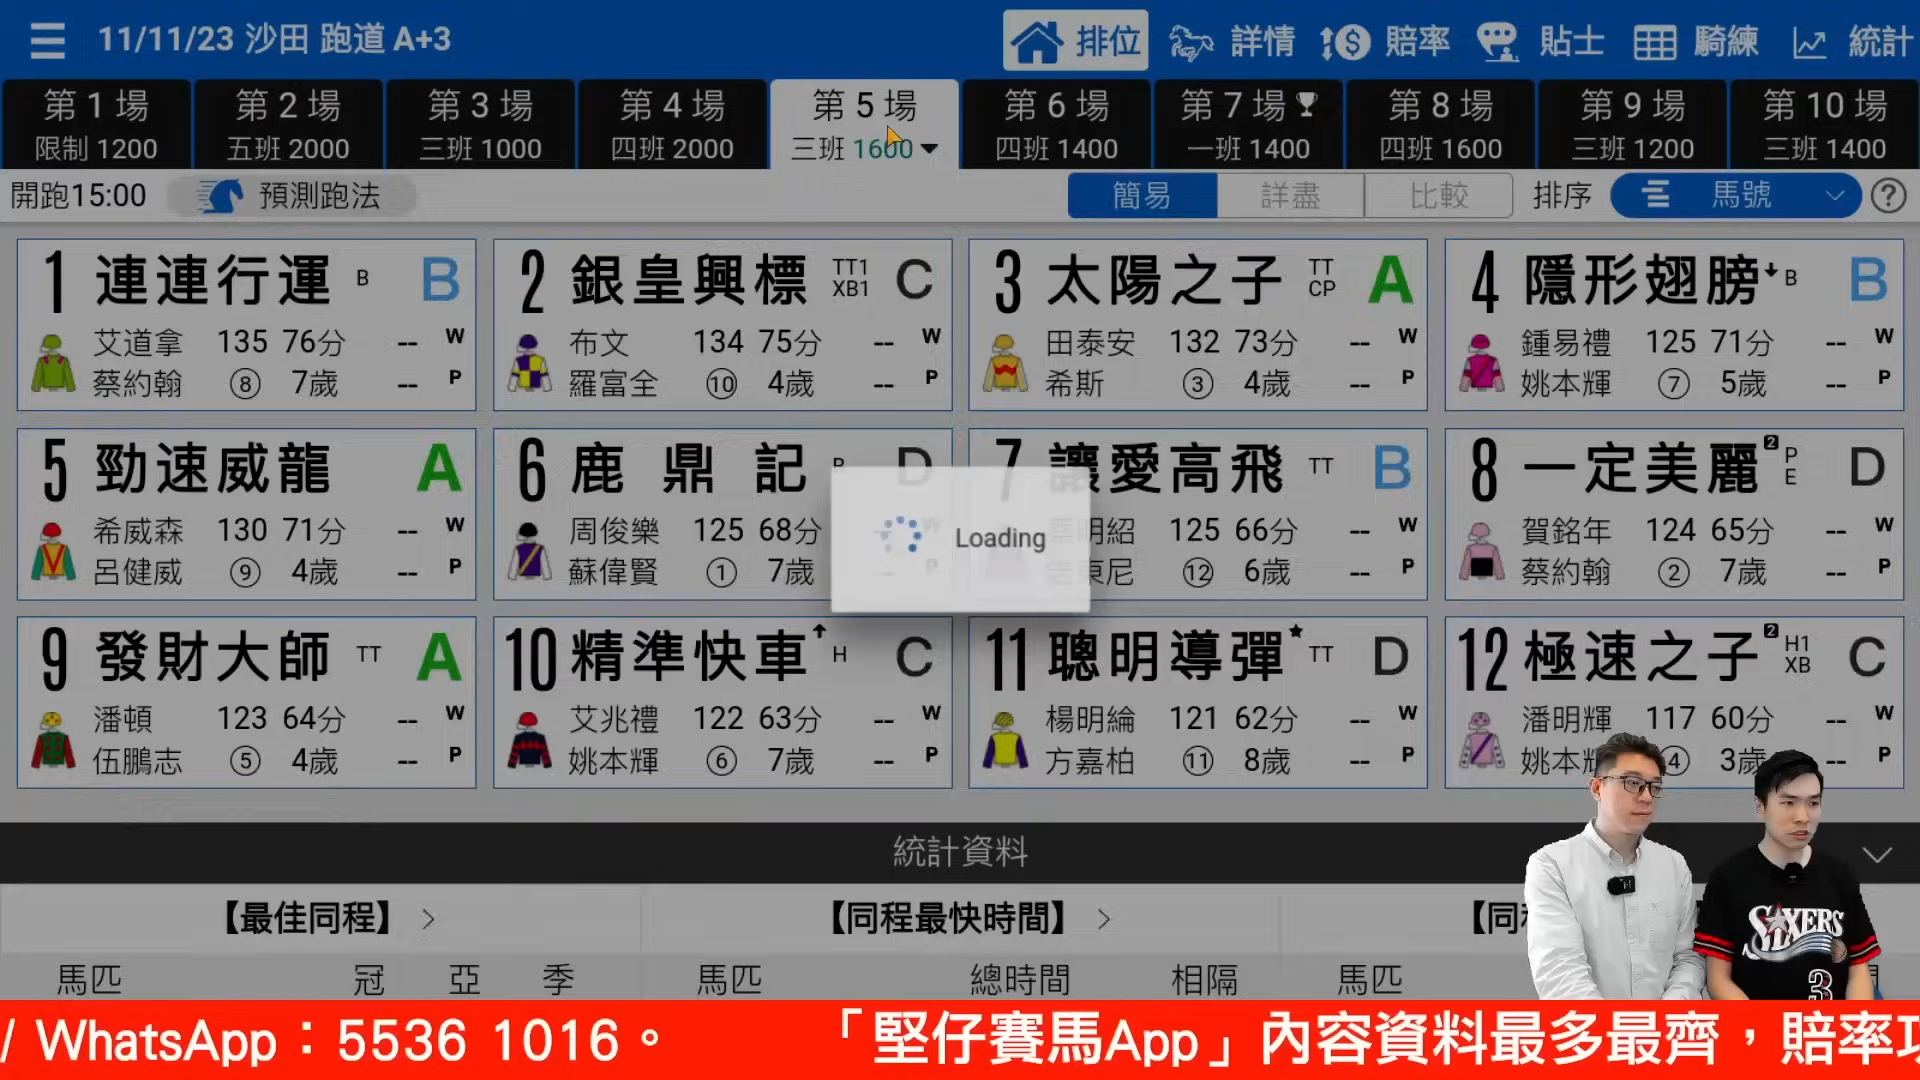 11/11/23 沙田 跑道 A+3
排位 詳情 賠率 貼士 騎練 統計
第 1 場 第 2 場 第 3 場 第 4 場 第 5 場 第 6 場 第 7 場 第 8 場 第 9 場 第 10 場
限制 1200 五班 2000 三班 1000 四班 2000 三班 1600 四班 1400 一班 1400 四班 1600 三班 1200 三班 1400
開跑15:00 預測跑法 簡易 詳盡 比較 排序 馬號 ?
1 連連行運 B B
艾道拿 135 76分 -- W
蔡約翰 ⑧ 7歲 -- P
2 銀皇興標 TT1 XB1 C
布文 134 75分 -- W
羅富全 ⑩ 4歲 -- P
3 太陽之子 TT CP A
田泰安 132 73分 -- W
希斯 ③ 4歲 -- P
4 隱形翅膀 B B
鍾易禮 125 71分 -- W
姚本輝 ⑦ 5歲 -- P
5 勁速威龍 A
希威森 130 71分 -- W
呂健威 ⑨ 4歲 -- P
6 鹿鼎記 D
周俊樂 125 68分
蘇偉賢 ① 7歲
7 讓愛高飛 TT B
明紹 125 66分 -- W
東尼 ⑫ 6歲 -- P
8 一定美麗 2 P E D
賀銘年 124 65分 -- W
蔡約翰 ② 7歲 -- P
Loading
9 發財大師 TT A
潘頓 123 64分 -- W
伍鵬志 ⑤ 4歲 -- P
10 精準快車 H C
艾兆禮 122 63分 -- W
姚本輝 ⑥ 7歲 -- P
11 聰明導彈 TT D
楊明綸 121 62分 -- W
方嘉柏 ⑪ 8歲 -- P
12 極速之子 2 H1 XB C
潘明輝 117 60分 -- W
姚本輝 ④ 3歲 -- P
統計資料
【最佳同程】 【同程最快時間】 【同
馬匹 冠 亞 季 馬匹 總時間 相隔 馬匹
SIXERS
3
/ WhatsApp：5536 1016。 「堅仔賽馬App」內容資料最多最齊，賠率